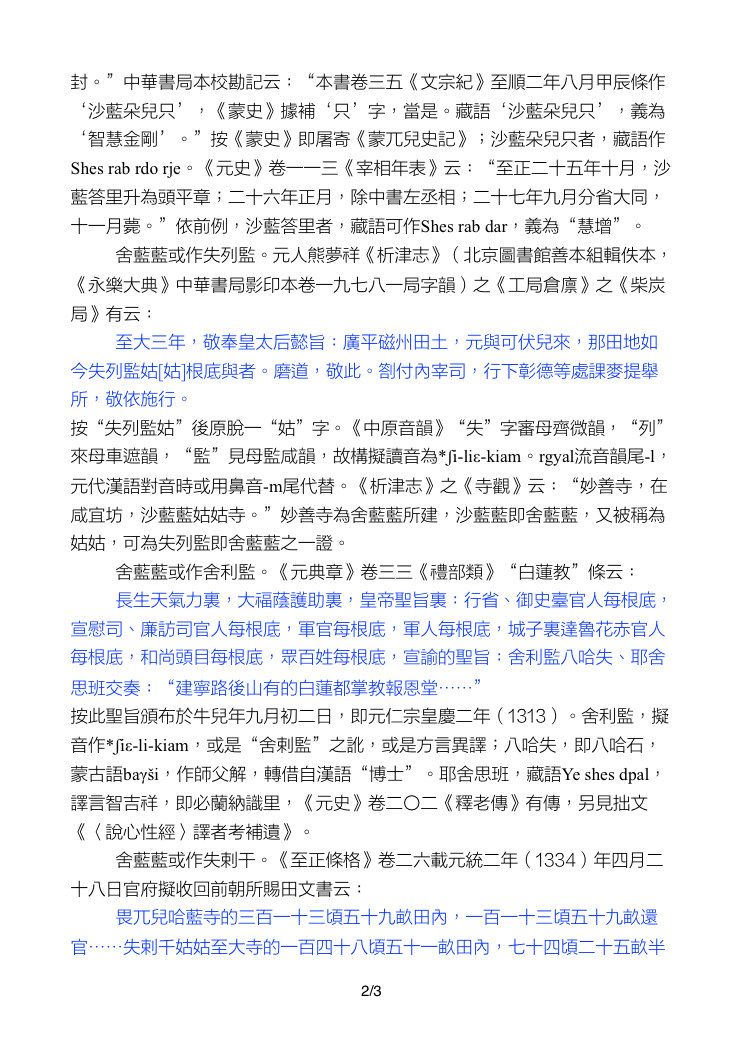 封。”中華書局本校勘記云：“本書卷三五《文宗紀》至順二年八月甲辰條作
‘沙藍朵兒只’，《蒙史》據補‘只’字，當是。藏語‘沙藍朵兒只’，義為
‘智慧金剛’。”按《蒙史》即屠寄《蒙兀兒史記》；沙藍朵兒只者，藏語作
Shes rab rdo rje。《元史》卷一一三《宰相年表》云：“至正二十五年十月，沙
藍答里升為頭平章；二十六年正月，除中書左丞相；二十七年九月分省大同，
十一月薨。”依前例，沙藍答里者，藏語可作Shes rab dar，義為“慧增”。
舍藍藍或作失列監。元人熊夢祥《析津志》（北京圖書館善本組輯佚本，
《永樂大典》中華書局影印本卷一九七八一局字韻）之《工局倉廩》之《柴炭
局》有云：
至大三年，敬奉皇太后懿旨：廣平磁州田土，元與可伏兒來，那田地如
今失列監姑[姑]根底與者。磨道，敬此。劄付內宰司，行下彰德等處課麥提舉
所，敬依施行。
按“失列監姑”後原脫一“姑”字。《中原音韻》“失”字審母齊微韻，“列”
來母車遮韻，“監”見母監咸韻，故構擬讀音為*ʃi-liɛ-kiam。rgyal流音韻尾-l，
元代漢語對音時或用鼻音-m尾代替。《析津志》之《寺觀》云：“妙善寺，在
咸宜坊，沙藍藍姑姑寺。”妙善寺為舍藍藍所建，沙藍藍即舍藍藍，又被稱為
姑姑，可為失列監即舍藍藍之一證。
舍藍藍或作舍利監。《元典章》卷三三《禮部類》“白蓮教”條云：
長生天氣力裏，大福蔭護助裏，皇帝聖旨裏：行省、御史臺官人每根底，
宣慰司、廉訪司官人每根底，軍官每根底，軍人每根底，城子裏達魯花赤官人
每根底，和尚頭目每根底，眾百姓每根底，宣諭的聖旨：舍利監八哈失、耶舍
思班交奏：“建寧路後山有的白蓮都掌教報恩堂……”
按此聖旨頒布於牛兒年九月初二日，即元仁宗皇慶二年（1313）。舍利監，擬
音作*ʃiɛ-li-kiam，或是“舍剌監”之訛，或是方言異譯；八哈失，即八哈石，
蒙古語baγši，作師父解，轉借自漢語“博士”。耶舍思班，藏語Ye shes dpal，
譯言智吉祥，即必蘭納識里，《元史》卷二〇二《釋老傳》有傳，另見拙文
《〈說心性經〉譯者考補遺》。
舍藍藍或作失剌干。《至正條格》卷二六載元統二年（1334）年四月二
十八日官府擬收回前朝所賜田文書云：
畏兀兒哈藍寺的三百一十三頃五十九畝田內，一百一十三頃五十九畝還
官……失剌千姑姑至大寺的一百四十八頃五十一畝田內，七十四頃二十五畝半
2/3